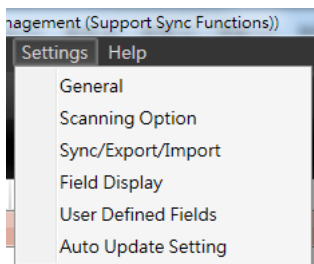 nagement (Support Sync Functions))
Settings Help
General
Scanning Option
Sync/Export/Import
Field Display
User Defined Fields
Auto Update Setting